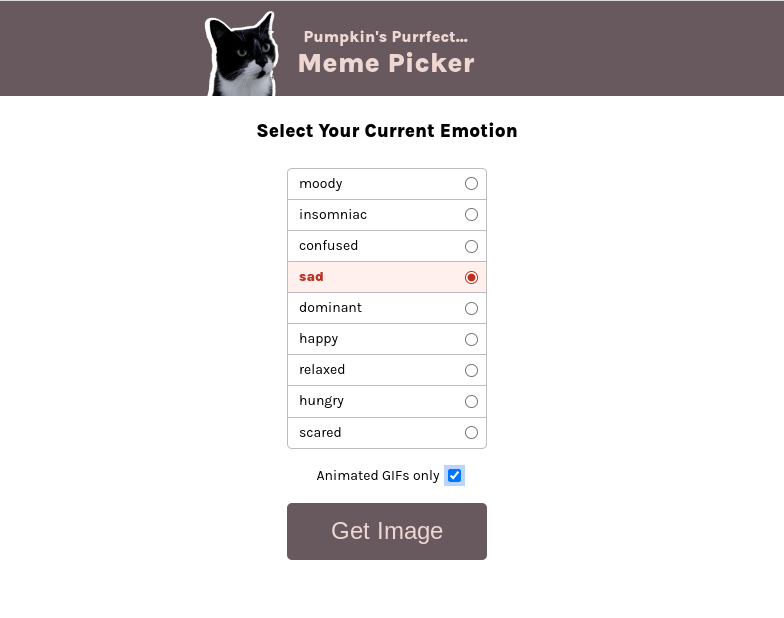 Pumpkin's Purrfect...
Meme Picker
Select Your Current Emotion
moody
insomniac
confused
sad
dominant
happy
relaxed
hungry
scared
Animated GIFs only
Get Image